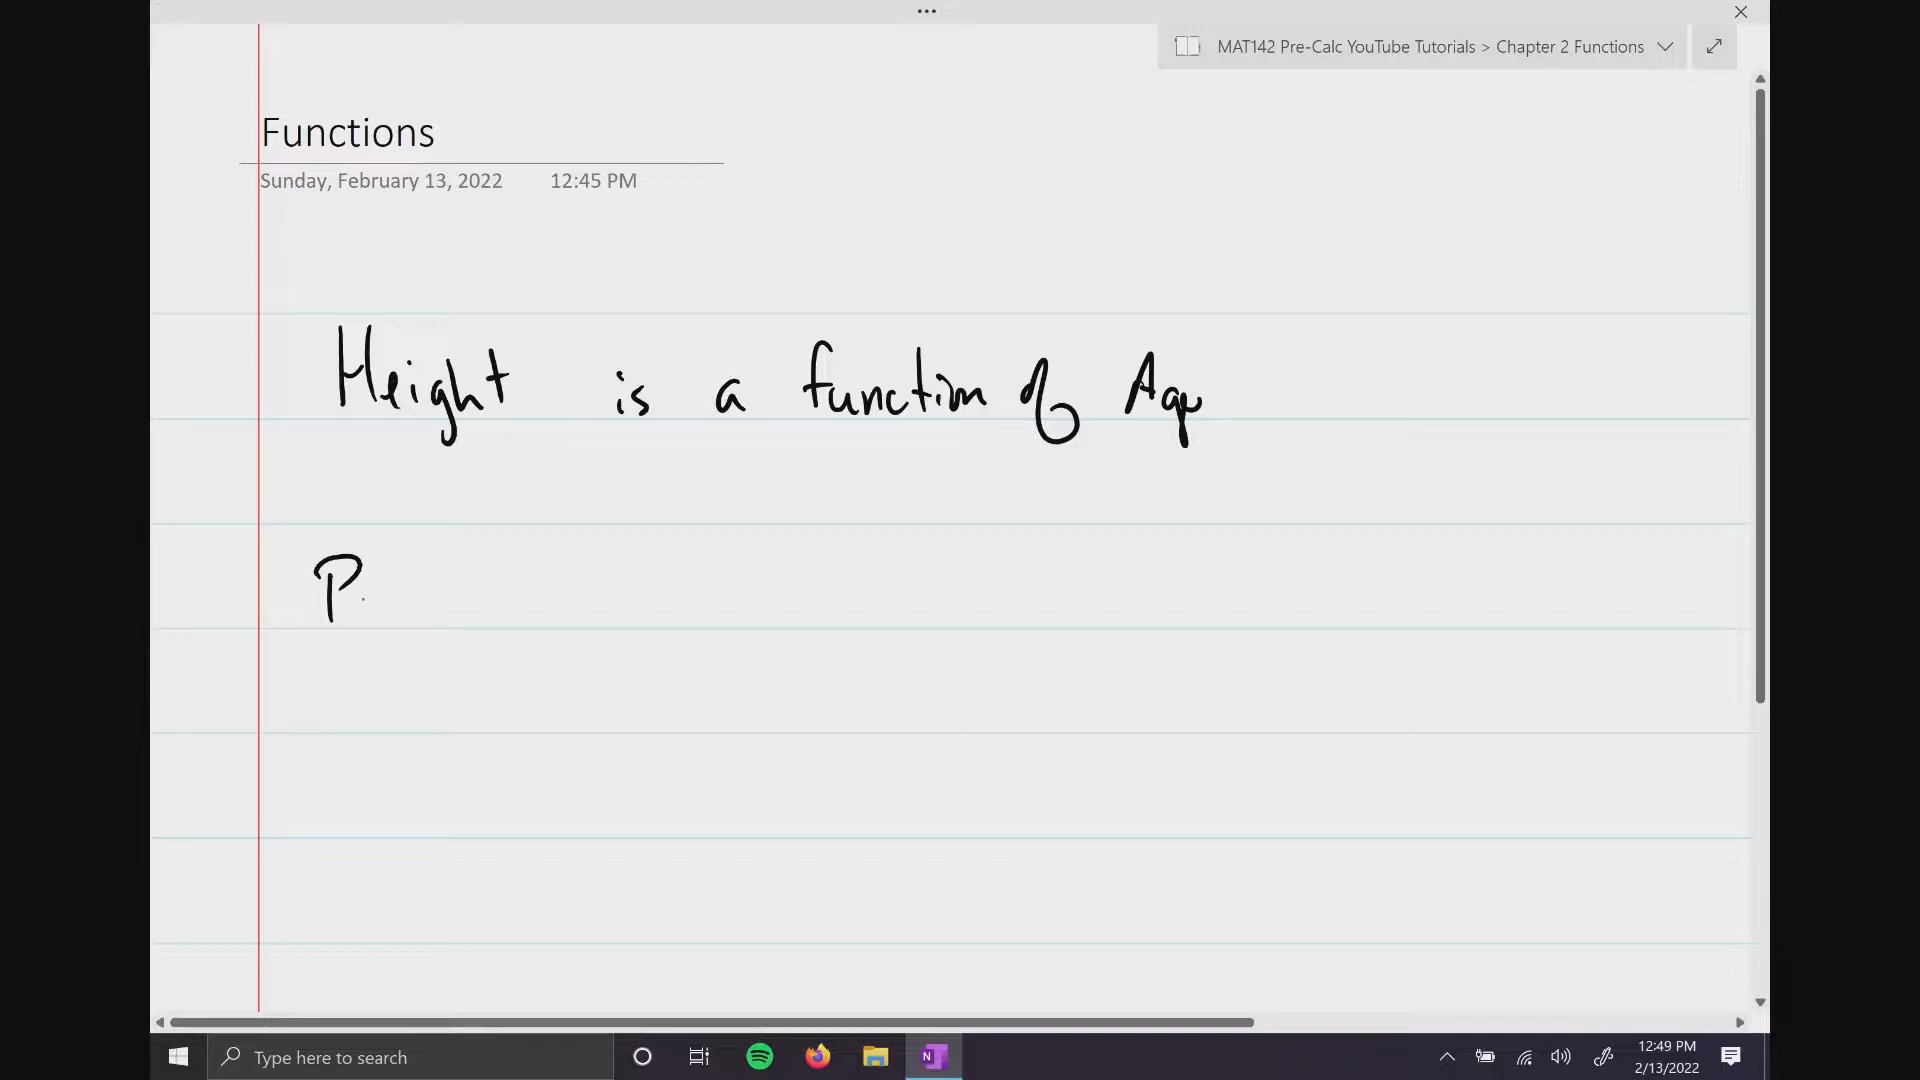 MAT142 Pre-Calc YouTube Tutorials > Chapter 2 Functions
Functions
Sunday, February 13, 2022 12:45 PM
Height is a function of Age
P
Type here to search
N
12:49 PM
2/13/2022